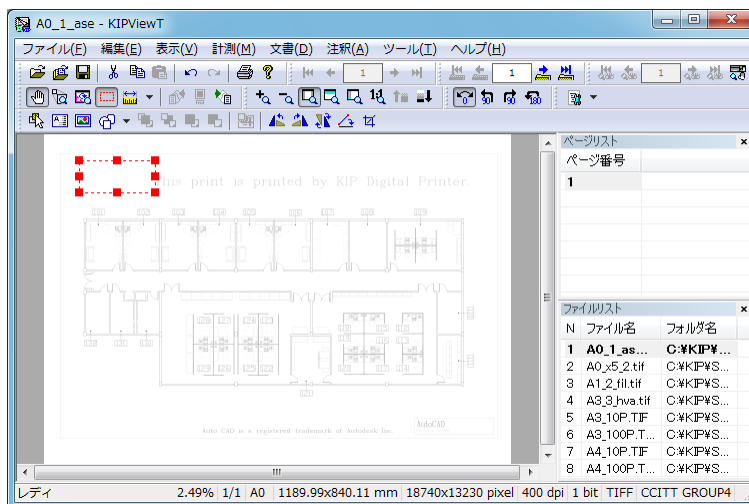 A0_1_ase - KIPViewT
ファイル(F) 編集(E) 表示(V) 計測(M) 文書(D) 注釈(A) ツール(T) ヘルプ(H)
1 1 1
his print is printed by KIP Digital Printer.
AutoCAD
Auto CAD is a registered trademark of Autodesk Inc.
ページリスト
ページ番号
1
ファイルリスト
N ファイル名 フォルダ名
1 A0_1_as... C:¥KIP¥...
2 A0_x5_2.tif C:¥KIP¥S...
3 A1_2_fil.tif C:¥KIP¥S...
4 A3_3_hva.tif C:¥KIP¥S...
5 A3_10P.TIF C:¥KIP¥S...
6 A3_100P.T... C:¥KIP¥S...
7 A4_10P.TIF C:¥KIP¥S...
8 A4_100P.T... C:¥KIP¥S...
レディ 2.49% 1/1 A0 1189.99x840.11 mm 18740x13230 pixel 400 dpi 1 bit TIFF CCITT GROUP4